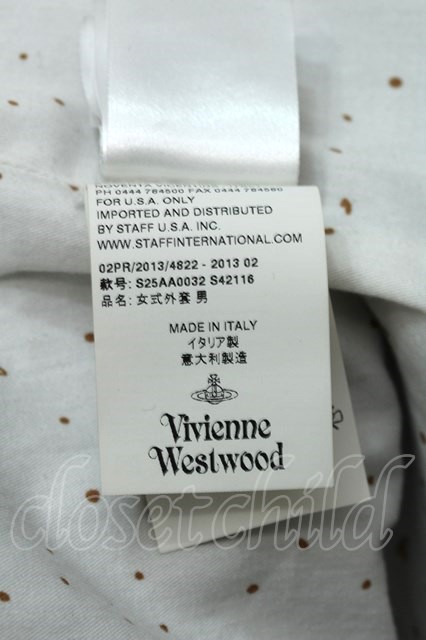 NOVENTA VICENTINA
PH 0444 784500 FAX 0444 784560
FOR U.S.A. ONLY
IMPORTED AND DISTRIBUTED
BY STAFF U.S.A. INC.
WWW.STAFFINTERNATIONAL.COM
02PR/2013/4822 - 2013 02
款号: S25AA0032 S42116
品名: 女式外套 男
MADE IN ITALY
イタリア製
意大利製造
Vivienne
Westwood
closetchild